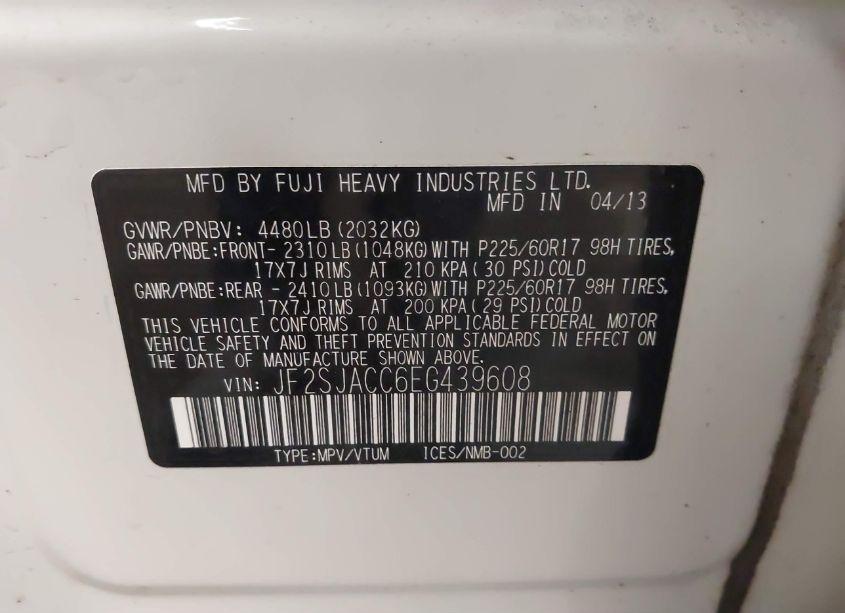 MFD BY FUJI HEAVY INDUSTRIES LTD.
MFD IN 04/13
GVWR/PNBV: 4480LB(2032KG)
GAWR/PNBE:FRONT- 2310LB(1048KG)WITH P225/60R17 98H TIRES,
17X7J RIMS AT 210 KPA(30 PSI)COLD
GAWR/PNBE:REAR - 2410LB(1093KG)WITH P225/60R17 98H TIRES,
17X7J RIMS AT 200 KPA(29 PSI)COLD
THIS VEHICLE CONFORMS TO ALL APPLICABLE FEDERAL MOTOR
VEHICLE SAFETY AND THEFT PREVENTION STANDARDS IN EFFECT ON
THE DATE OF MANUFACTURE SHOWN ABOVE.
VIN: JF2SJACC6EG439608
TYPE:MPV/VTUM ICES/NMB-002